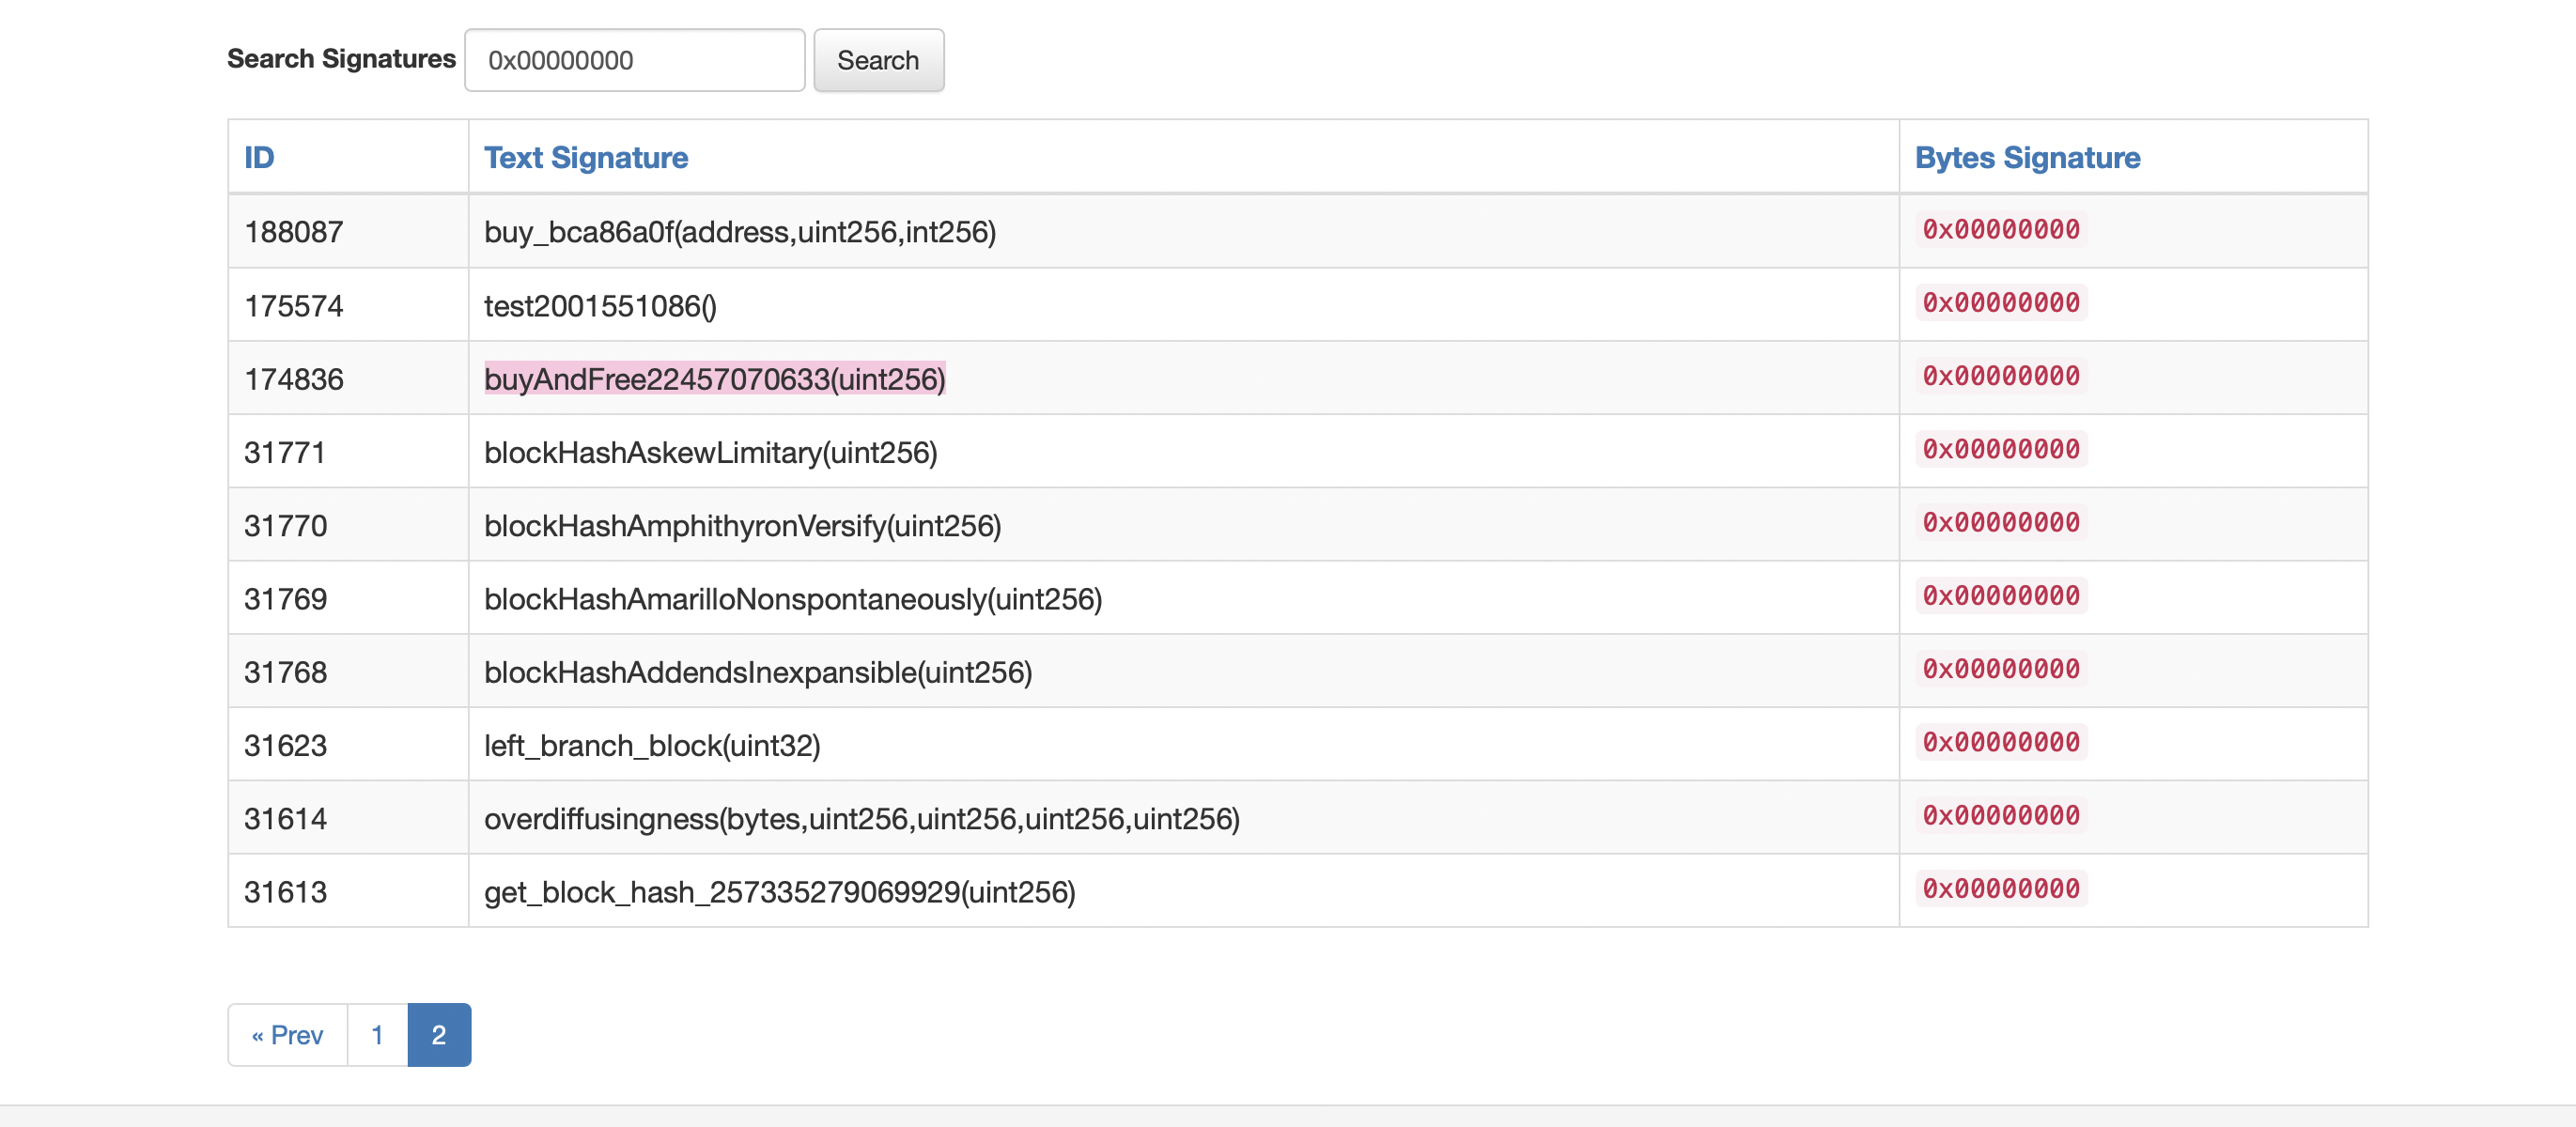 Search Signatures 0x00000000 Search
ID Text Signature Bytes Signature
188087 buy_bca86a0f(address,uint256,int256) 0x00000000
175574 test2001551086() 0x00000000
174836 buyAndFree22457070633(uint256) 0x00000000
31771 blockHashAskewLimitary(uint256) 0x00000000
31770 blockHashAmphithyronVersify(uint256) 0x00000000
31769 blockHashAmarilloNonspontaneously(uint256) 0x00000000
31768 blockHashAddendsInexpansible(uint256) 0x00000000
31623 left_branch_block(uint32) 0x00000000
31614 overdiffusingness(bytes,uint256,uint256,uint256,uint256) 0x00000000
31613 get_block_hash_257335279069929(uint256) 0x00000000
« Prev 1 2